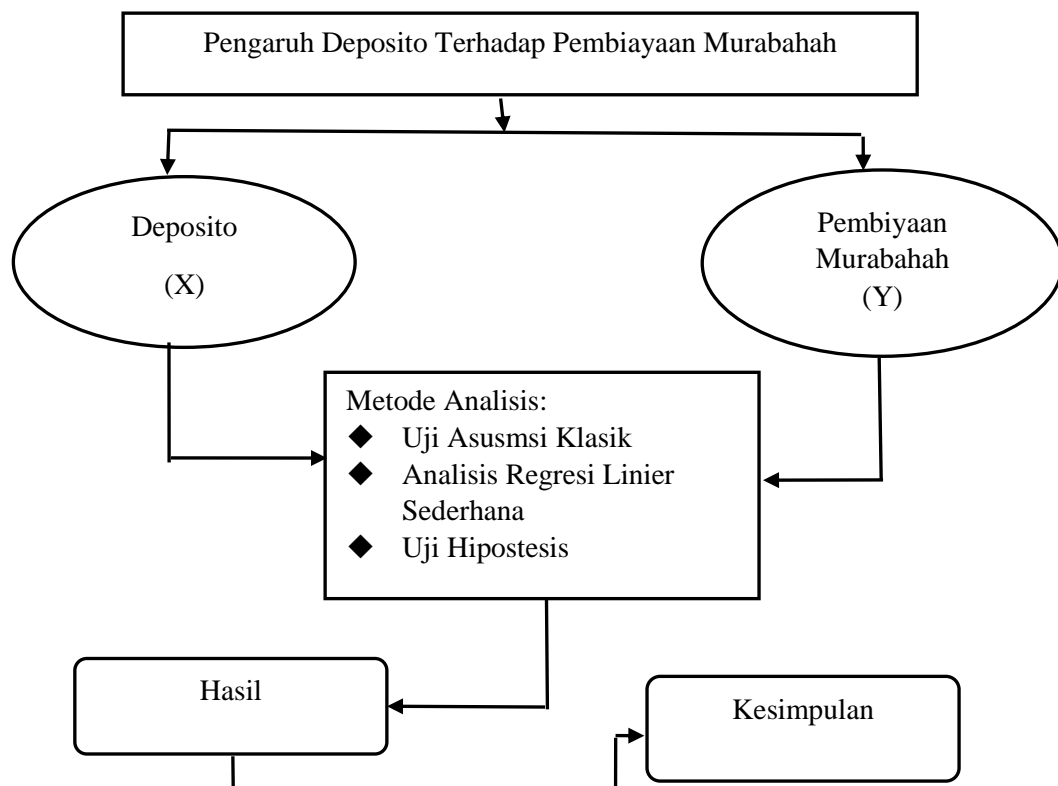 Pengaruh Deposito Terhadap Pembiayaan Murabahah
Deposito
(X)
Pembiyaan
Murabahah
(Y)
Metode Analisis:
◆ Uji Asusmsi Klasik
◆ Analisis Regresi Linier
Sederhana
◆ Uji Hipostesis
Hasil
Kesimpulan